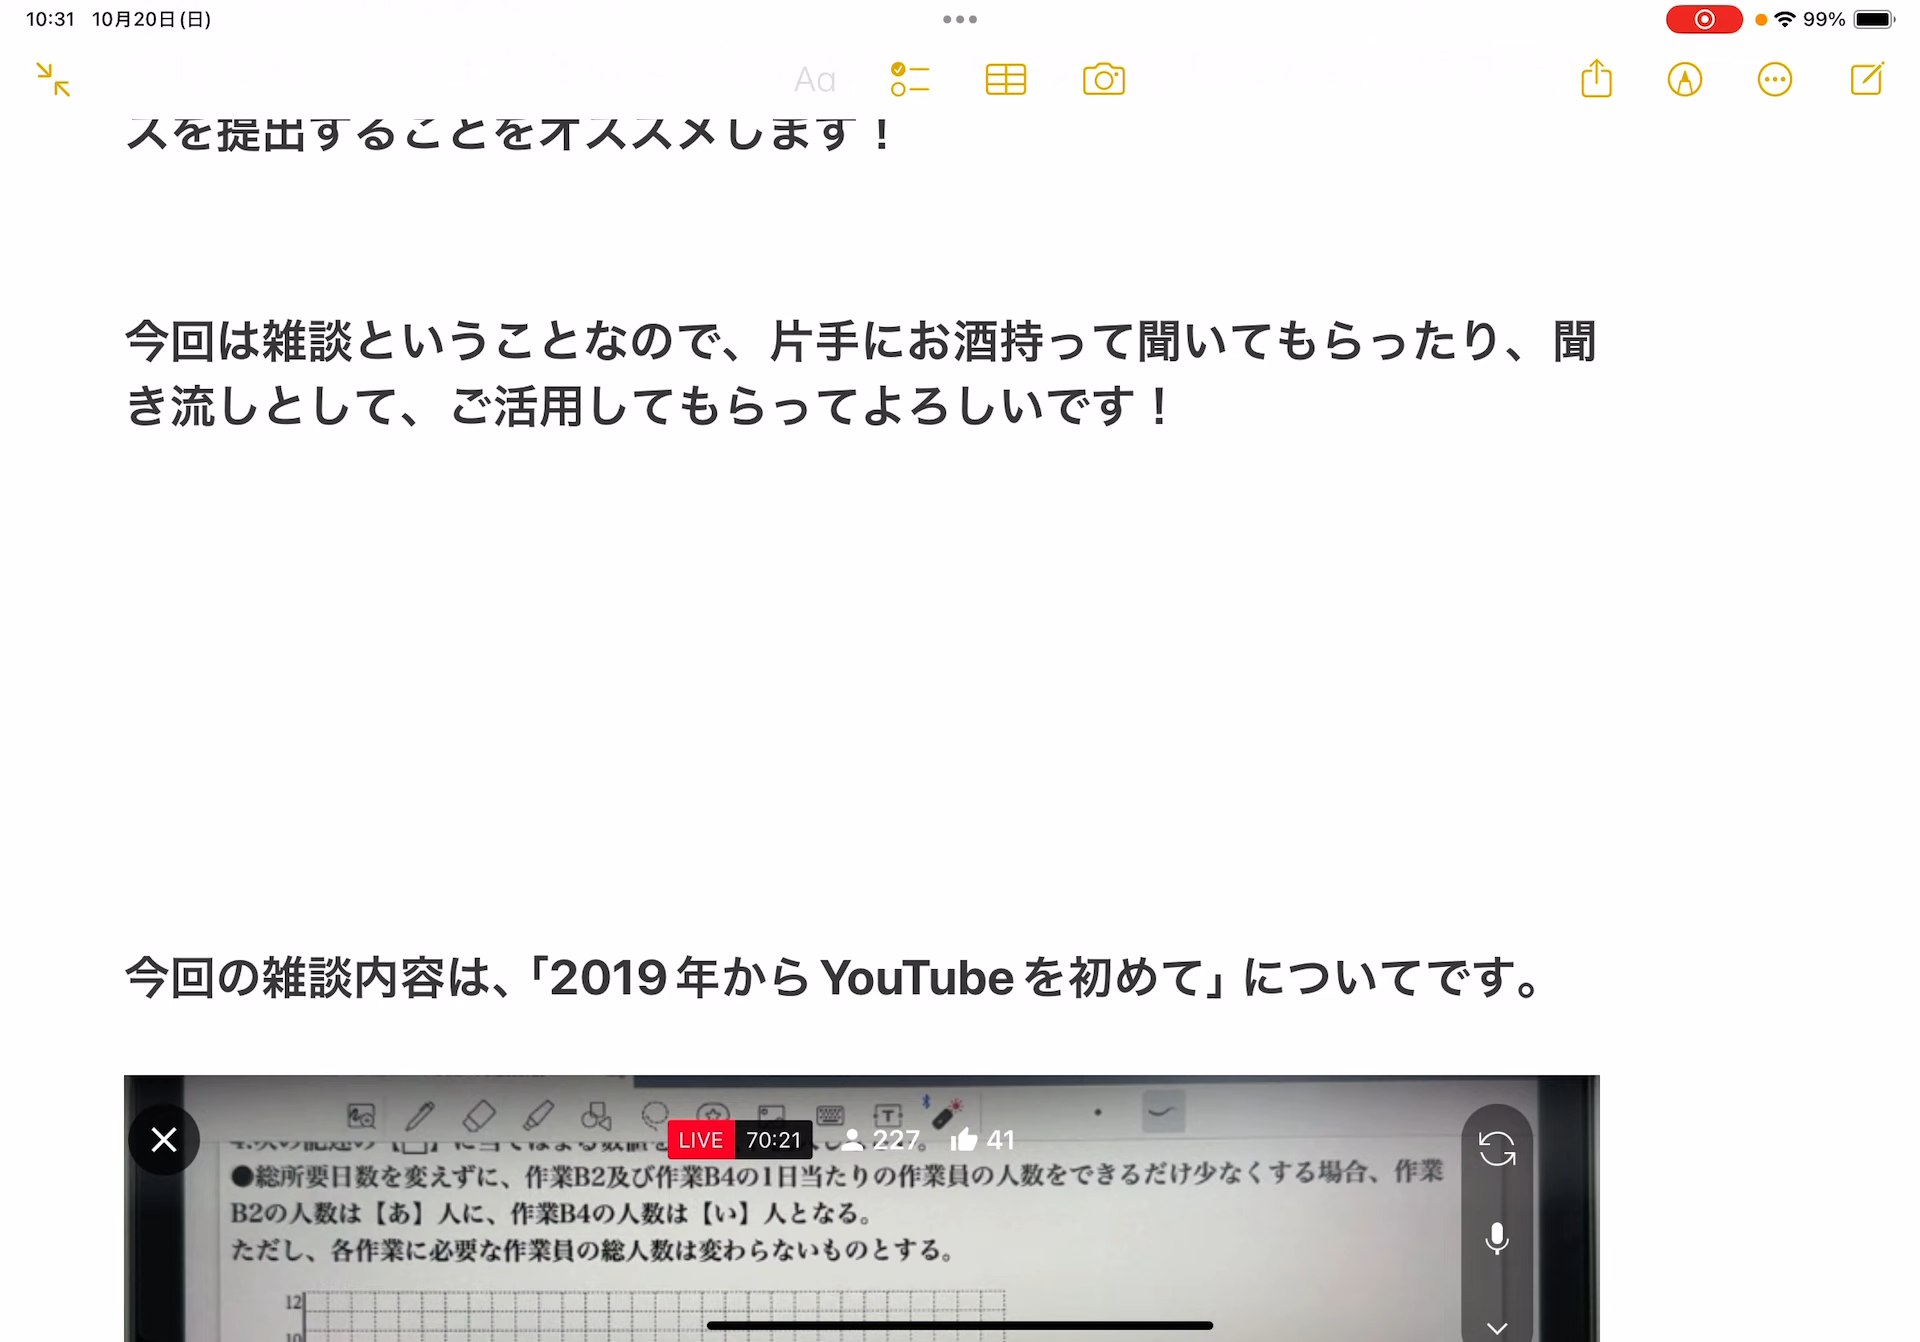 10:31 10月20日(日)
99%
Aa
スを提出することをオススメします！
今回は雑談ということなので、片手にお酒持って聞いてもらったり、聞
き流しとして、ご活用してもらってよろしいです！
今回の雑談内容は、「2019年からYouTubeを初めて」についてです。
LIVE 70:21 227 41
●総所要日数を変えずに、作業B2及び作業B4の1日当たりの作業員の人数をできるだけ少なくする場合、作業
B2の人数は【あ】人に、作業B4の人数は【い】人となる。
ただし、各作業に必要な作業員の総人数は変わらないものとする。
12
10